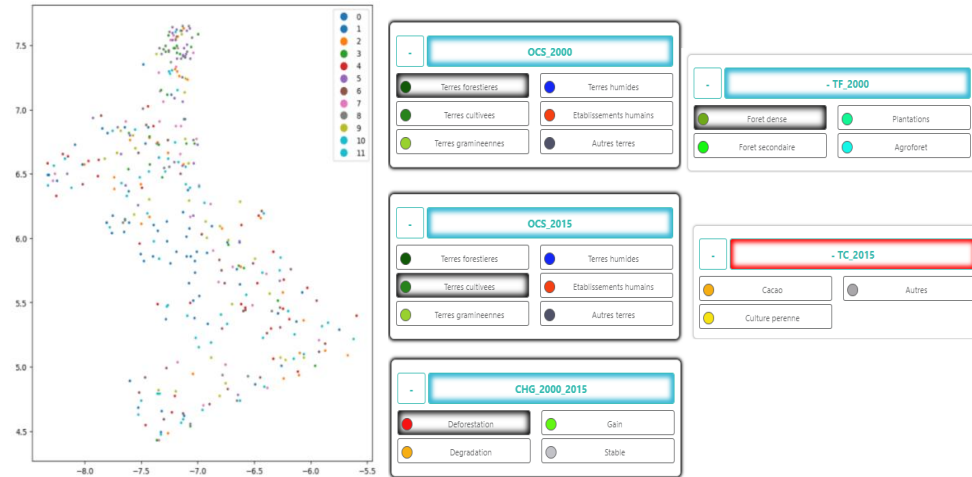 7.5
7.0
6.5
6.0
5.5
5.0
4.5
-8.0 -7.5 -7.0 -6.5 -6.0 -5.5
0
1
2
3
4
5
6
7
8
9
10
11
- OCS_2000
Terres forestieres Terres humides
Terres cultivees Etablissements humains
Terres gramineennes Autres terres
- - TF_2000
Foret dense Plantations
Foret secondaire Agroforet
- OCS_2015
Terres forestieres Terres humides
Terres cultivees Etablissements humains
Terres gramineennes Autres terres
- - TC_2015
Cacao Autres
Culture perenne
- CHG_2000_2015
Deforestation Gain
Degradation Stable